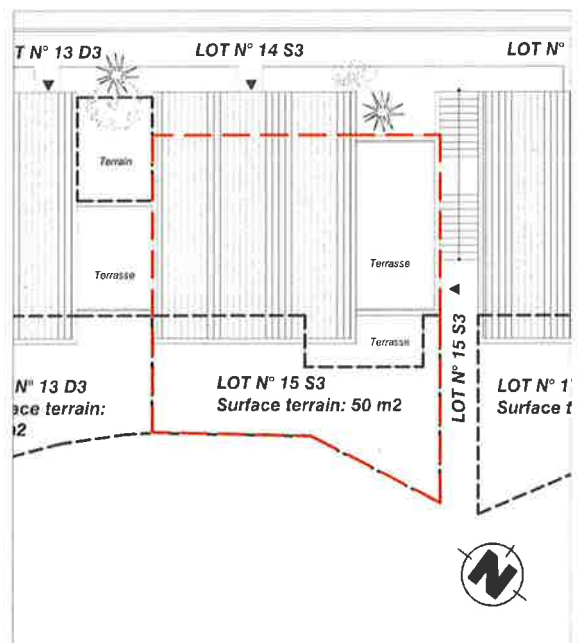 T N° 13 D3
LOT N° 14 S3
LOT N°
Terrain
Terrasse
Terrasse
Terrasse
N° 13 D3
ace terrain:
12
LOT N° 15 S3
Surface terrain: 50 m2
LOT N° 15 S3
LOT N° 1
Surface t
N